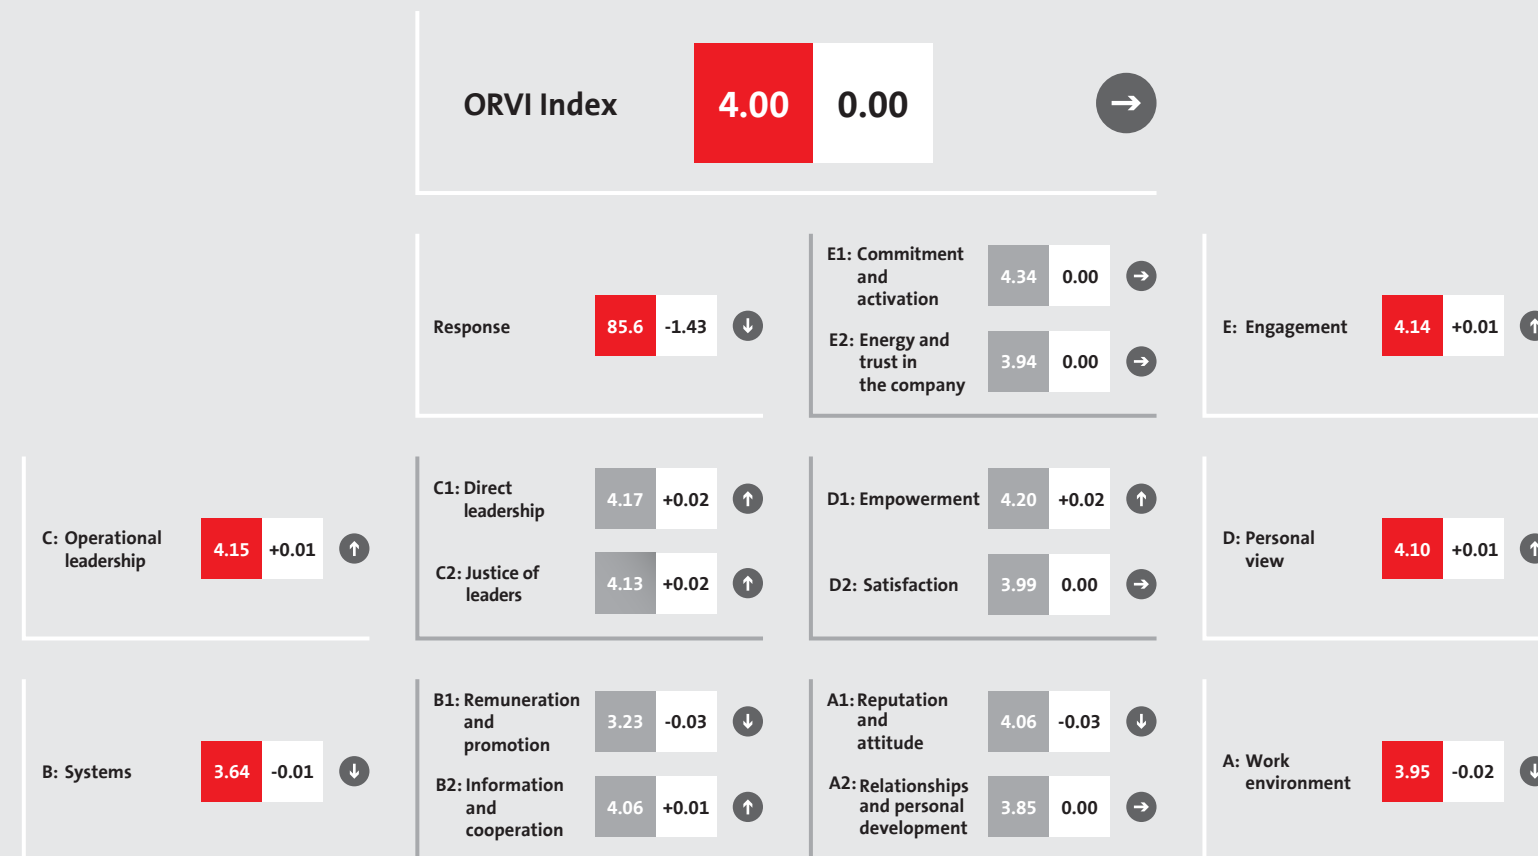 ORVI Index 4.00 0.00
Response 85.6 -1.43
E1: Commitment
and
activation
4.34 0.00
E2: Energy and
trust in
the company
3.94 0.00
E: Engagement 4.14 +0.01
C: Operational
leadership
4.15 +0.01
C1: Direct
leadership
4.17 +0.02
C2: Justice of
leaders
4.13 +0.02
D1: Empowerment 4.20 +0.02
D2: Satisfaction 3.99 0.00
D: Personal
view
4.10 +0.01
B: Systems 3.64 -0.01
B1: Remuneration
and
promotion
3.23 -0.03
B2: Information
and
cooperation
4.06 +0.01
A1: Reputation
and
attitude
4.06 -0.03
A2: Relationships
and personal
development
3.85 0.00
A: Work
environment
3.95 -0.02